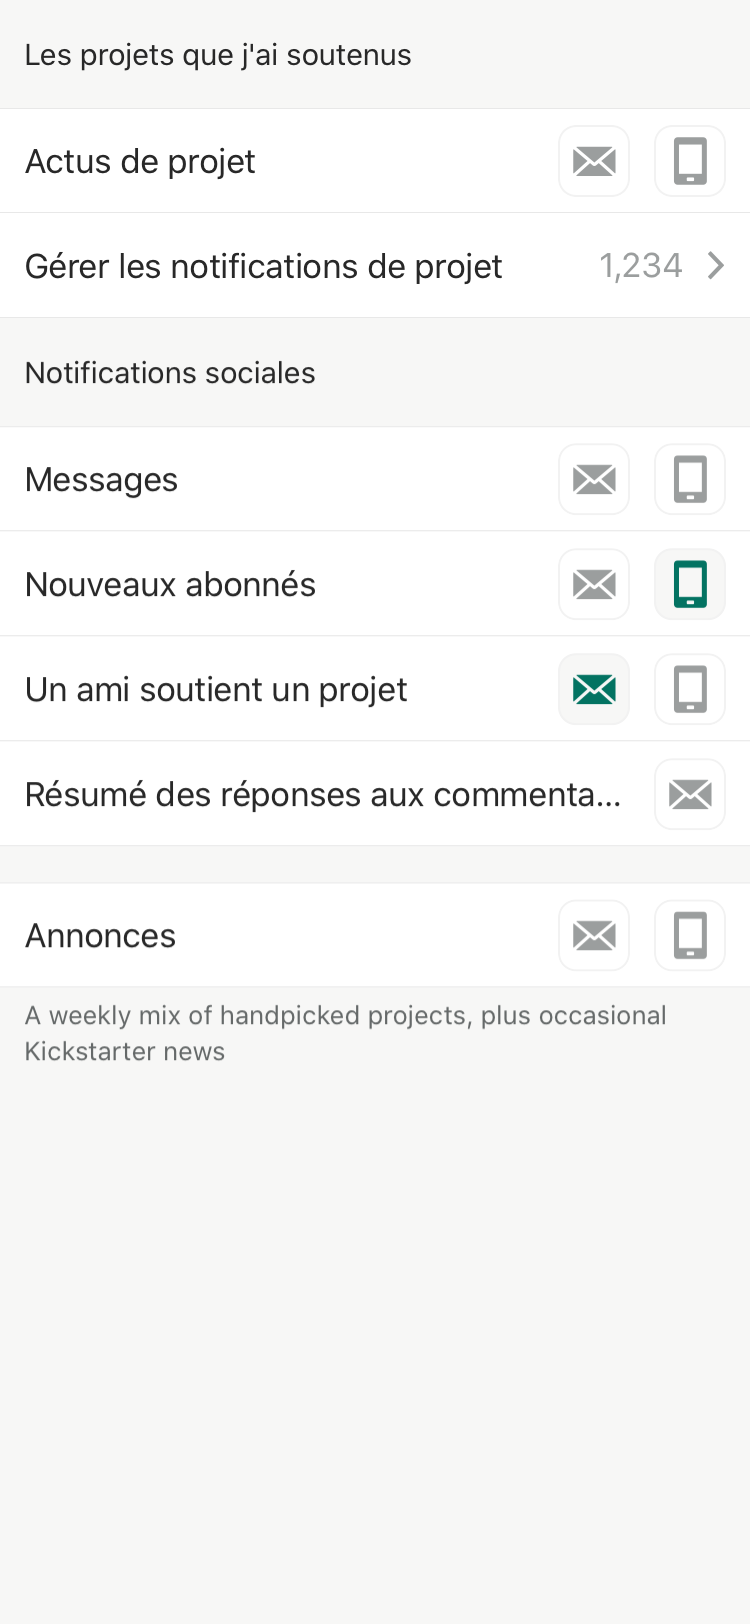 Les projets que j'ai soutenus
Actus de projet
Gérer les notifications de projet 1,234
Notifications sociales
Messages
Nouveaux abonnés
Un ami soutient un projet
Résumé des réponses aux commenta...
Annonces
A weekly mix of handpicked projects, plus occasional
Kickstarter news